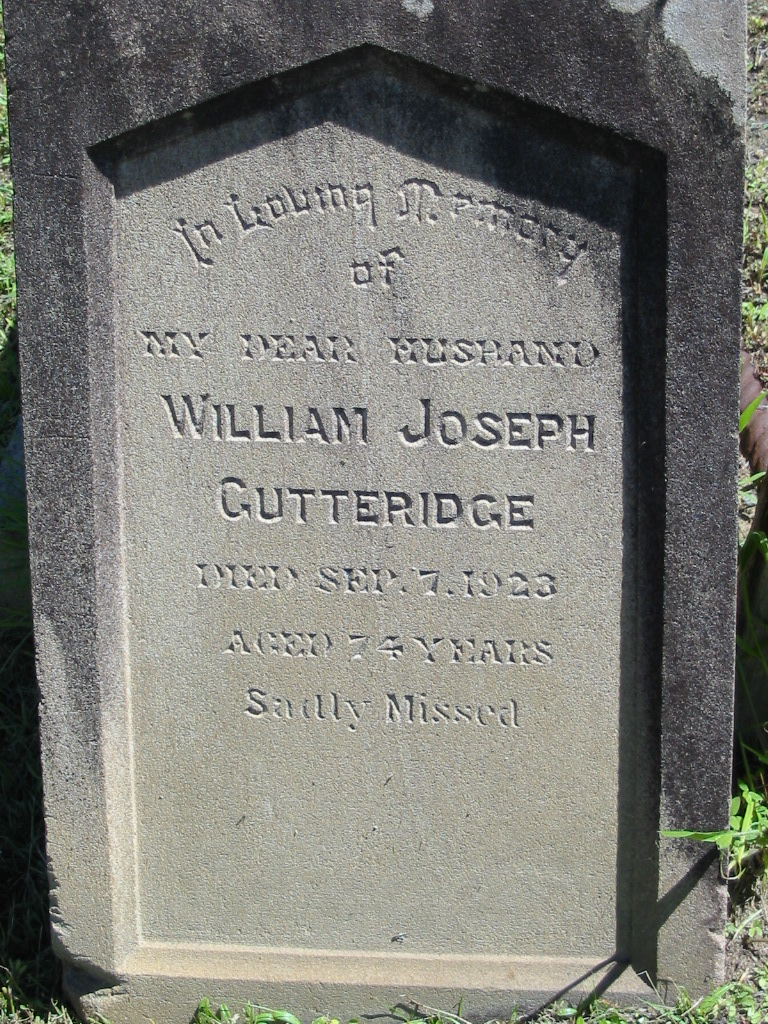 In Loving Memory
of
MY DEAR HUSBAND
WILLIAM JOSEPH
GUTTERIDGE
DIED SEP. 7. 1923
AGED 74 YEARS
Sadly Missed